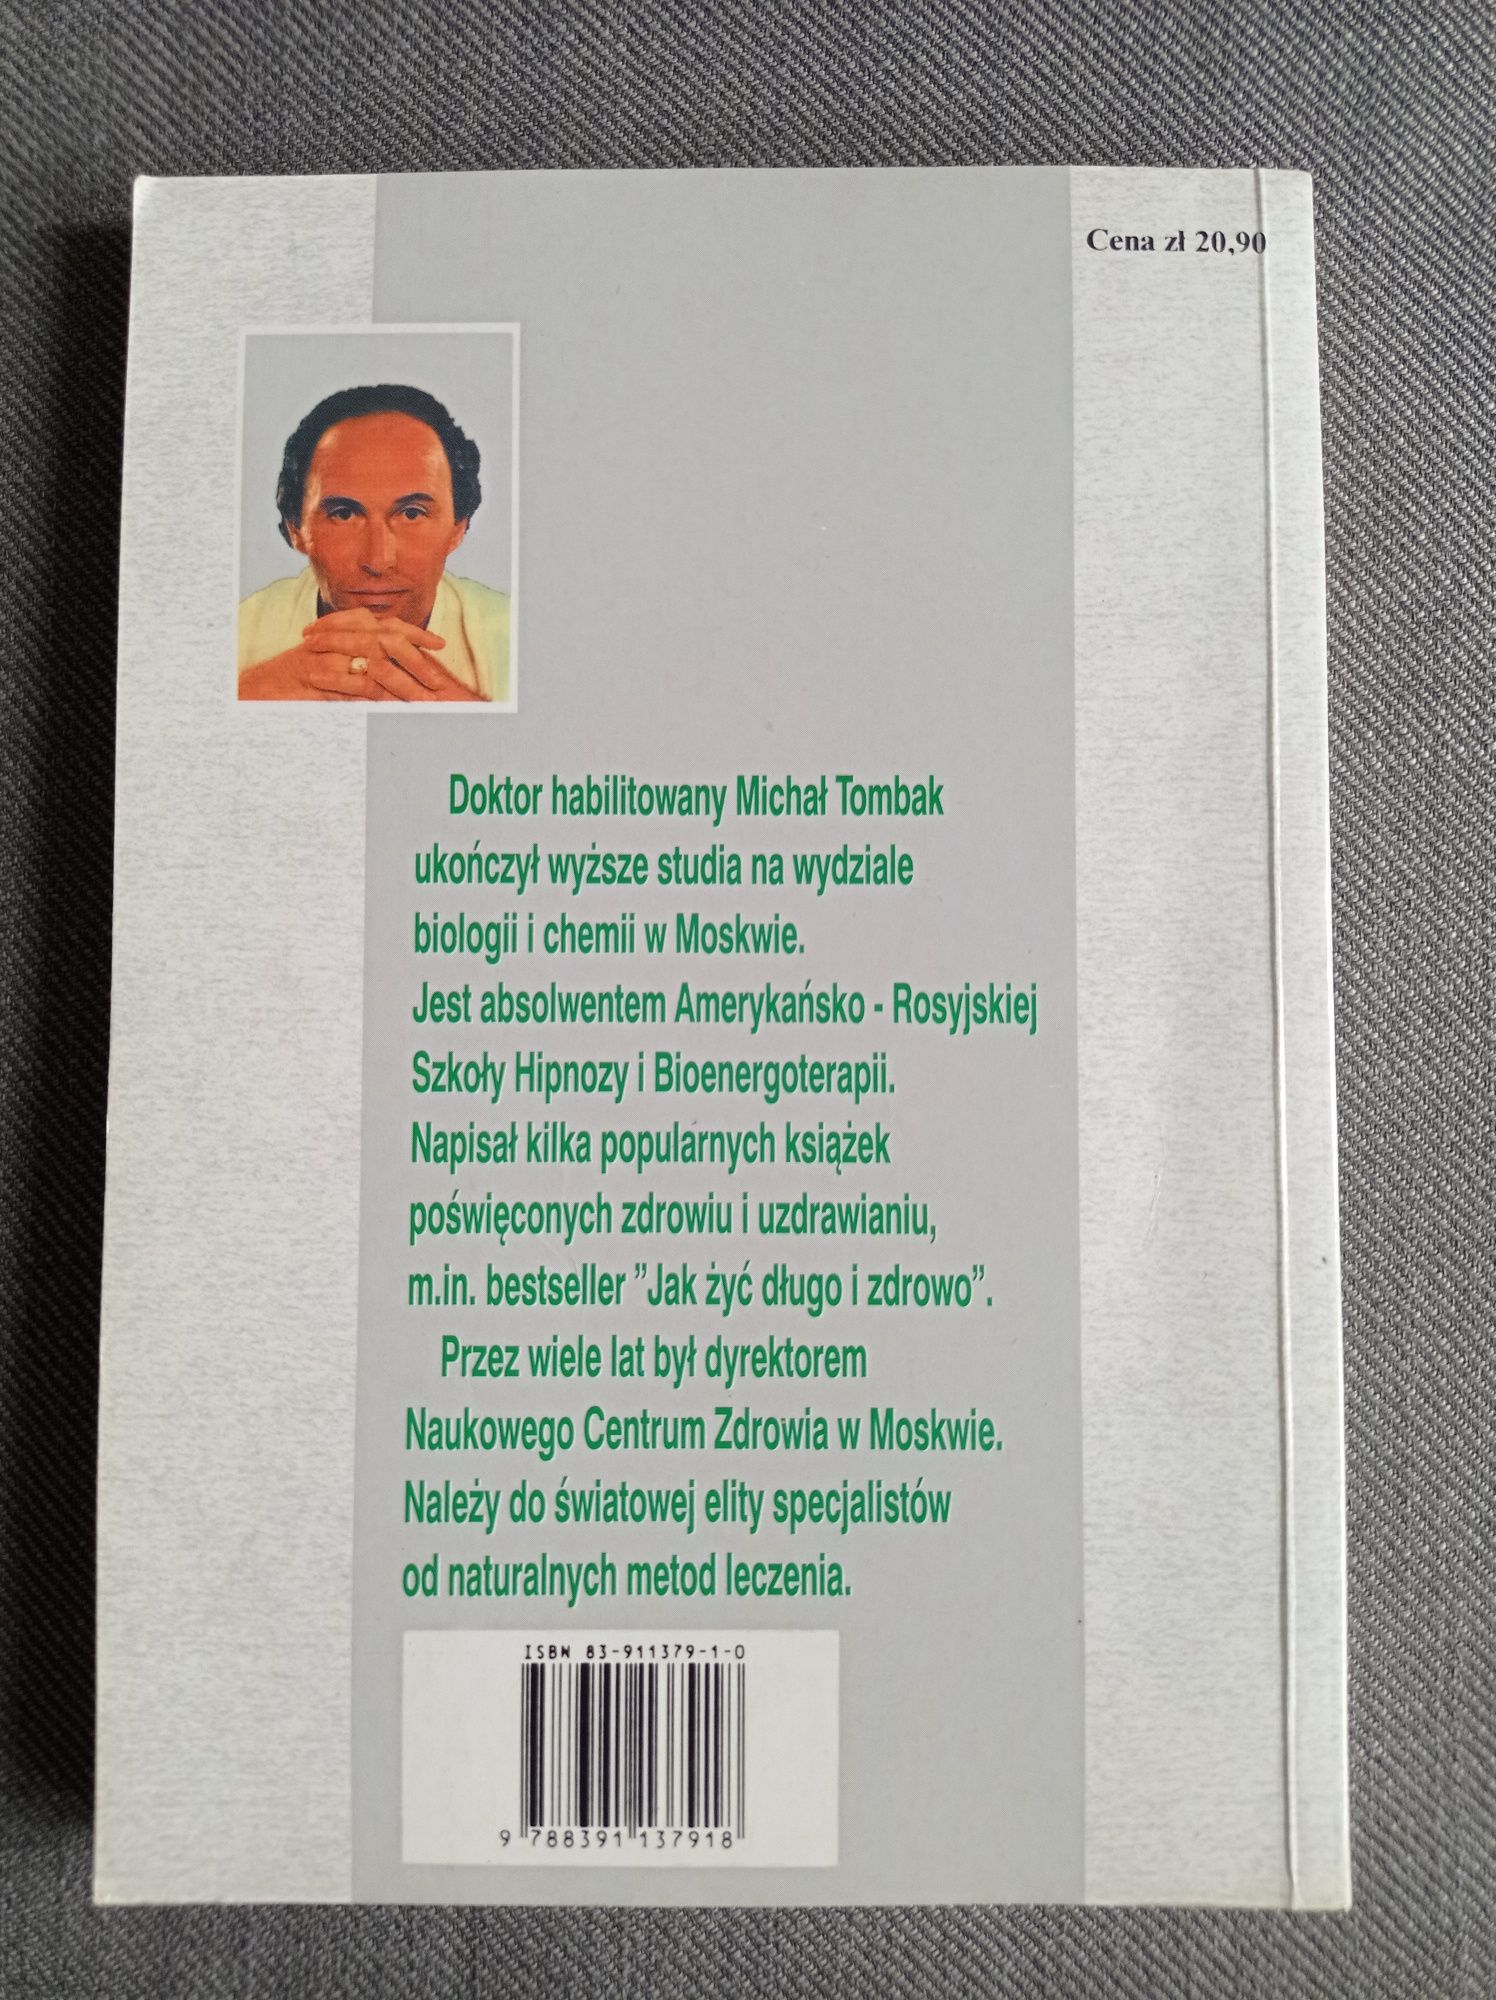 Cena zł 20,90
Doktor habilitowany Michał Tombak
ukończył wyższe studia na wydziale
biologii i chemii w Moskwie.
Jest absolwentem Amerykańsko - Rosyjskiej
Szkoły Hipnozy i Bioenergoterapii.
Napisał kilka popularnych książek
poświęconych zdrowiu i uzdrawianiu,
m.in. bestseller ”Jak żyć długo i zdrowo”.
Przez wiele lat był dyrektorem
Naukowego Centrum Zdrowia w Moskwie.
Należy do światowej elity specjalistów
od naturalnych metod leczenia.
ISBN 83-911379-1-0
9 788391 137918